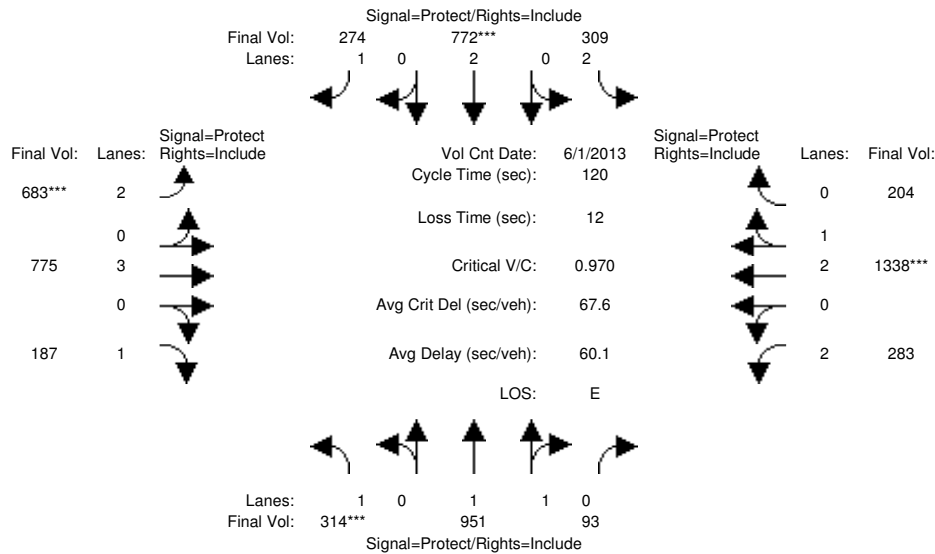 Signal=Protect/Rights=Include
Final Vol: 274 772*** 309
Lanes: 1 0 2 0 2
Signal=Protect Signal=Protect
Final Vol: Lanes: Rights=Include Vol Cnt Date: 6/1/2013 Rights=Include Lanes: Final Vol:
Cycle Time (sec): 120
683*** 2 0 204
Loss Time (sec): 12
0 1
775 3 Critical V/C: 0.970 2 1338***
0 Avg Crit Del (sec/veh): 67.6 0
187 1 Avg Delay (sec/veh): 60.1 2 283
LOS: E
Lanes: 1 0 1 1 0
Final Vol: 314*** 951 93
Signal=Protect/Rights=Include